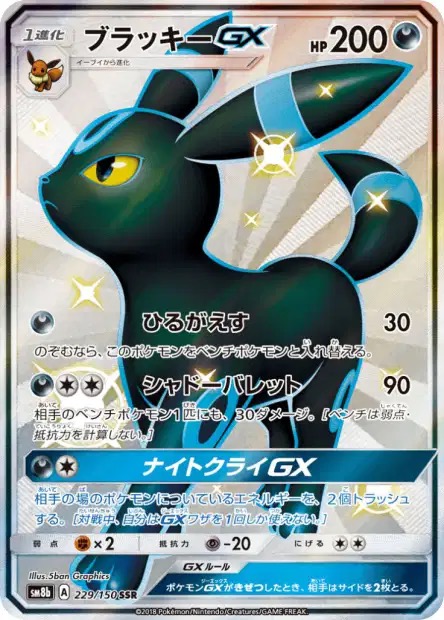 1進化 ブラッキーGX HP200
イーブイから進化
ひるがえす 30
のぞむなら、このポケモンをベンチポケモンと入れ替える。
シャドーバレット 90
相手のベンチポケモン1匹にも、30ダメージ。[ベンチは弱点・
抵抗力を計算しない。]
ナイトクライGX
相手の場のポケモンについているエネルギーを、2個トラッシュ
する。[対戦中、自分はGXワザを1回しか使えない。]
弱点 ×2 抵抗力 -20 にげる
GXルール
Illus. 5ban Graphics
ポケモンGXがきぜつしたとき、相手はサイドを2枚とる。
sm8b A 229/150 SSR
©2018 Pokémon/Nintendo/Creatures/GAME FREAK.